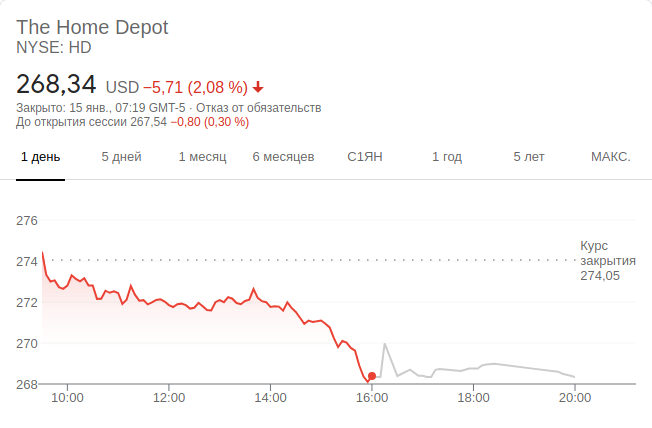 The Home Depot
NYSE: HD
268,34 USD −5,71 (2,08 %)
Закрыто: 15 янв., 07:19 GMT-5 · Отказ от обязательств
До открытия сессии 267,54 −0,80 (0,30 %)
1 день 5 дней 1 месяц 6 месяцев С1ЯН 1 год 5 лет МАКС.
276
Курс
274 закрытия
274,05
272
270
268
10:00 12:00 14:00 16:00 18:00 20:00